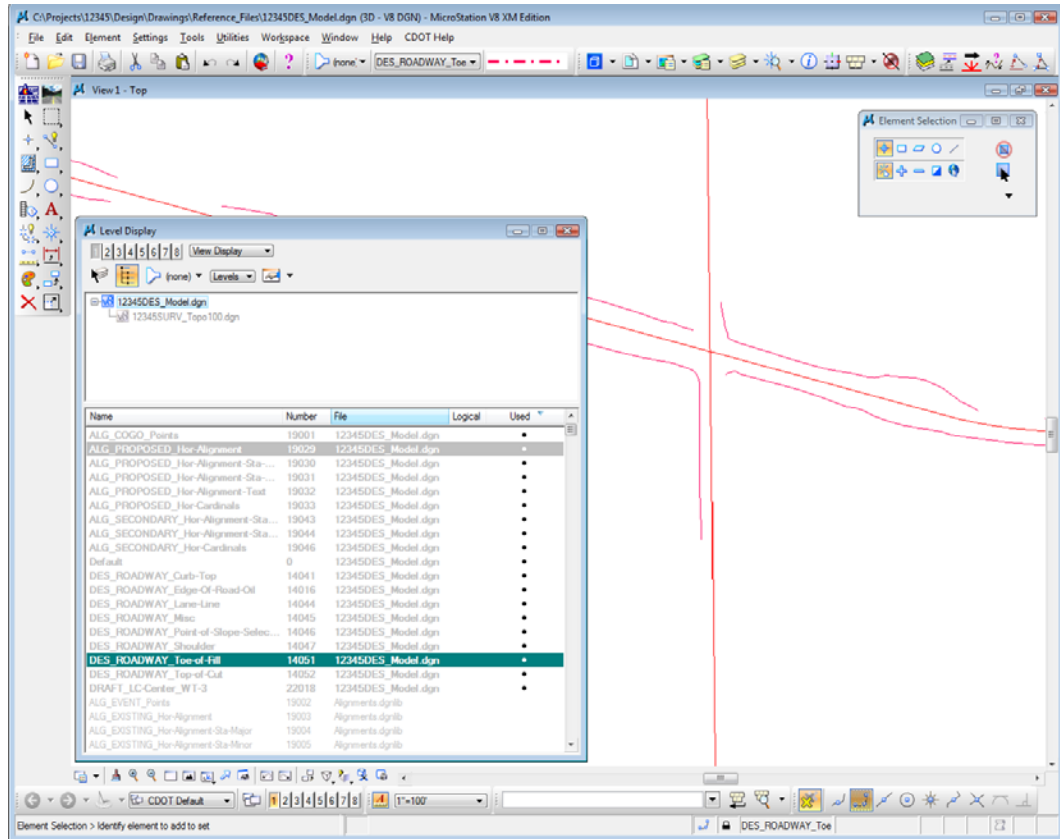 C:\Projects\12345\Design\Drawings\Reference_Files\12345DES_Model.dgn (3D - V8 DGN) - MicroStation V8 XM Edition
File Edit Element Settings Tools Utilities Workspace Window Help CDOT Help
(none) DES_ROADWAY_Toe
View 1 - Top
Element Selection
Level Display
1 2 3 4 5 6 7 8 View Display
(none) Levels
12345DES_Model.dgn
12345SURV_Topo100.dgn
Name Number File Logical Used
ALG_COGO_Points 19001 12345DES_Model.dgn
ALG_PROPOSED_Hor-Alignment 19029 12345DES_Model.dgn
ALG_PROPOSED_Hor-Alignment-Sta-... 19030 12345DES_Model.dgn
ALG_PROPOSED_Hor-Alignment-Sta-... 19031 12345DES_Model.dgn
ALG_PROPOSED_Hor-Alignment-Text 19032 12345DES_Model.dgn
ALG_PROPOSED_Hor-Cardinals 19033 12345DES_Model.dgn
ALG_SECONDARY_Hor-Alignment-Sta... 19043 12345DES_Model.dgn
ALG_SECONDARY_Hor-Alignment-Sta... 19044 12345DES_Model.dgn
ALG_SECONDARY_Hor-Cardinals 19046 12345DES_Model.dgn
Default 0 12345DES_Model.dgn
DES_ROADWAY_Curb-Top 14041 12345DES_Model.dgn
DES_ROADWAY_Edge-Of-Road-Oil 14016 12345DES_Model.dgn
DES_ROADWAY_Lane-Line 14044 12345DES_Model.dgn
DES_ROADWAY_Misc 14045 12345DES_Model.dgn
DES_ROADWAY_Point-of-Slope-Selec... 14046 12345DES_Model.dgn
DES_ROADWAY_Shoulder 14047 12345DES_Model.dgn
DES_ROADWAY_Toe-of-Fill 14051 12345DES_Model.dgn
DES_ROADWAY_Top-of-Cut 14052 12345DES_Model.dgn
DRAFT_LC-Center_WT-3 22018 12345DES_Model.dgn
ALG_EVENT_Points 19002 Alignments.dgnlib
ALG_EXISTING_Hor-Alignment 19003 Alignments.dgnlib
ALG_EXISTING_Hor-Alignment-Sta-Major 19004 Alignments.dgnlib
ALG_EXISTING_Hor-Alignment-Sta-Minor 19005 Alignments.dgnlib
CDOT Default 1 2 3 4 5 6 7 8 1"=100'
Element Selection > Identify element to add to set DES_ROADWAY_Toe